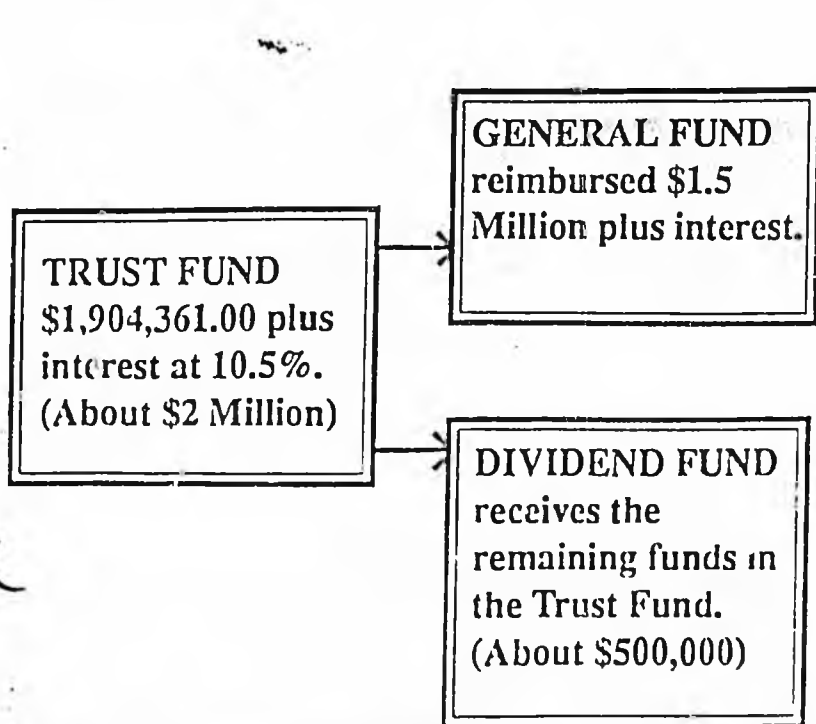 GENERAL FUND
reimbursed $1.5
Million plus interest.
TRUST FUND
$1,904,361.00 plus
interest at 10.5%.
(About $2 Million)
DIVIDEND FUND
receives the
remaining funds in
the Trust Fund.
(About $500,000)